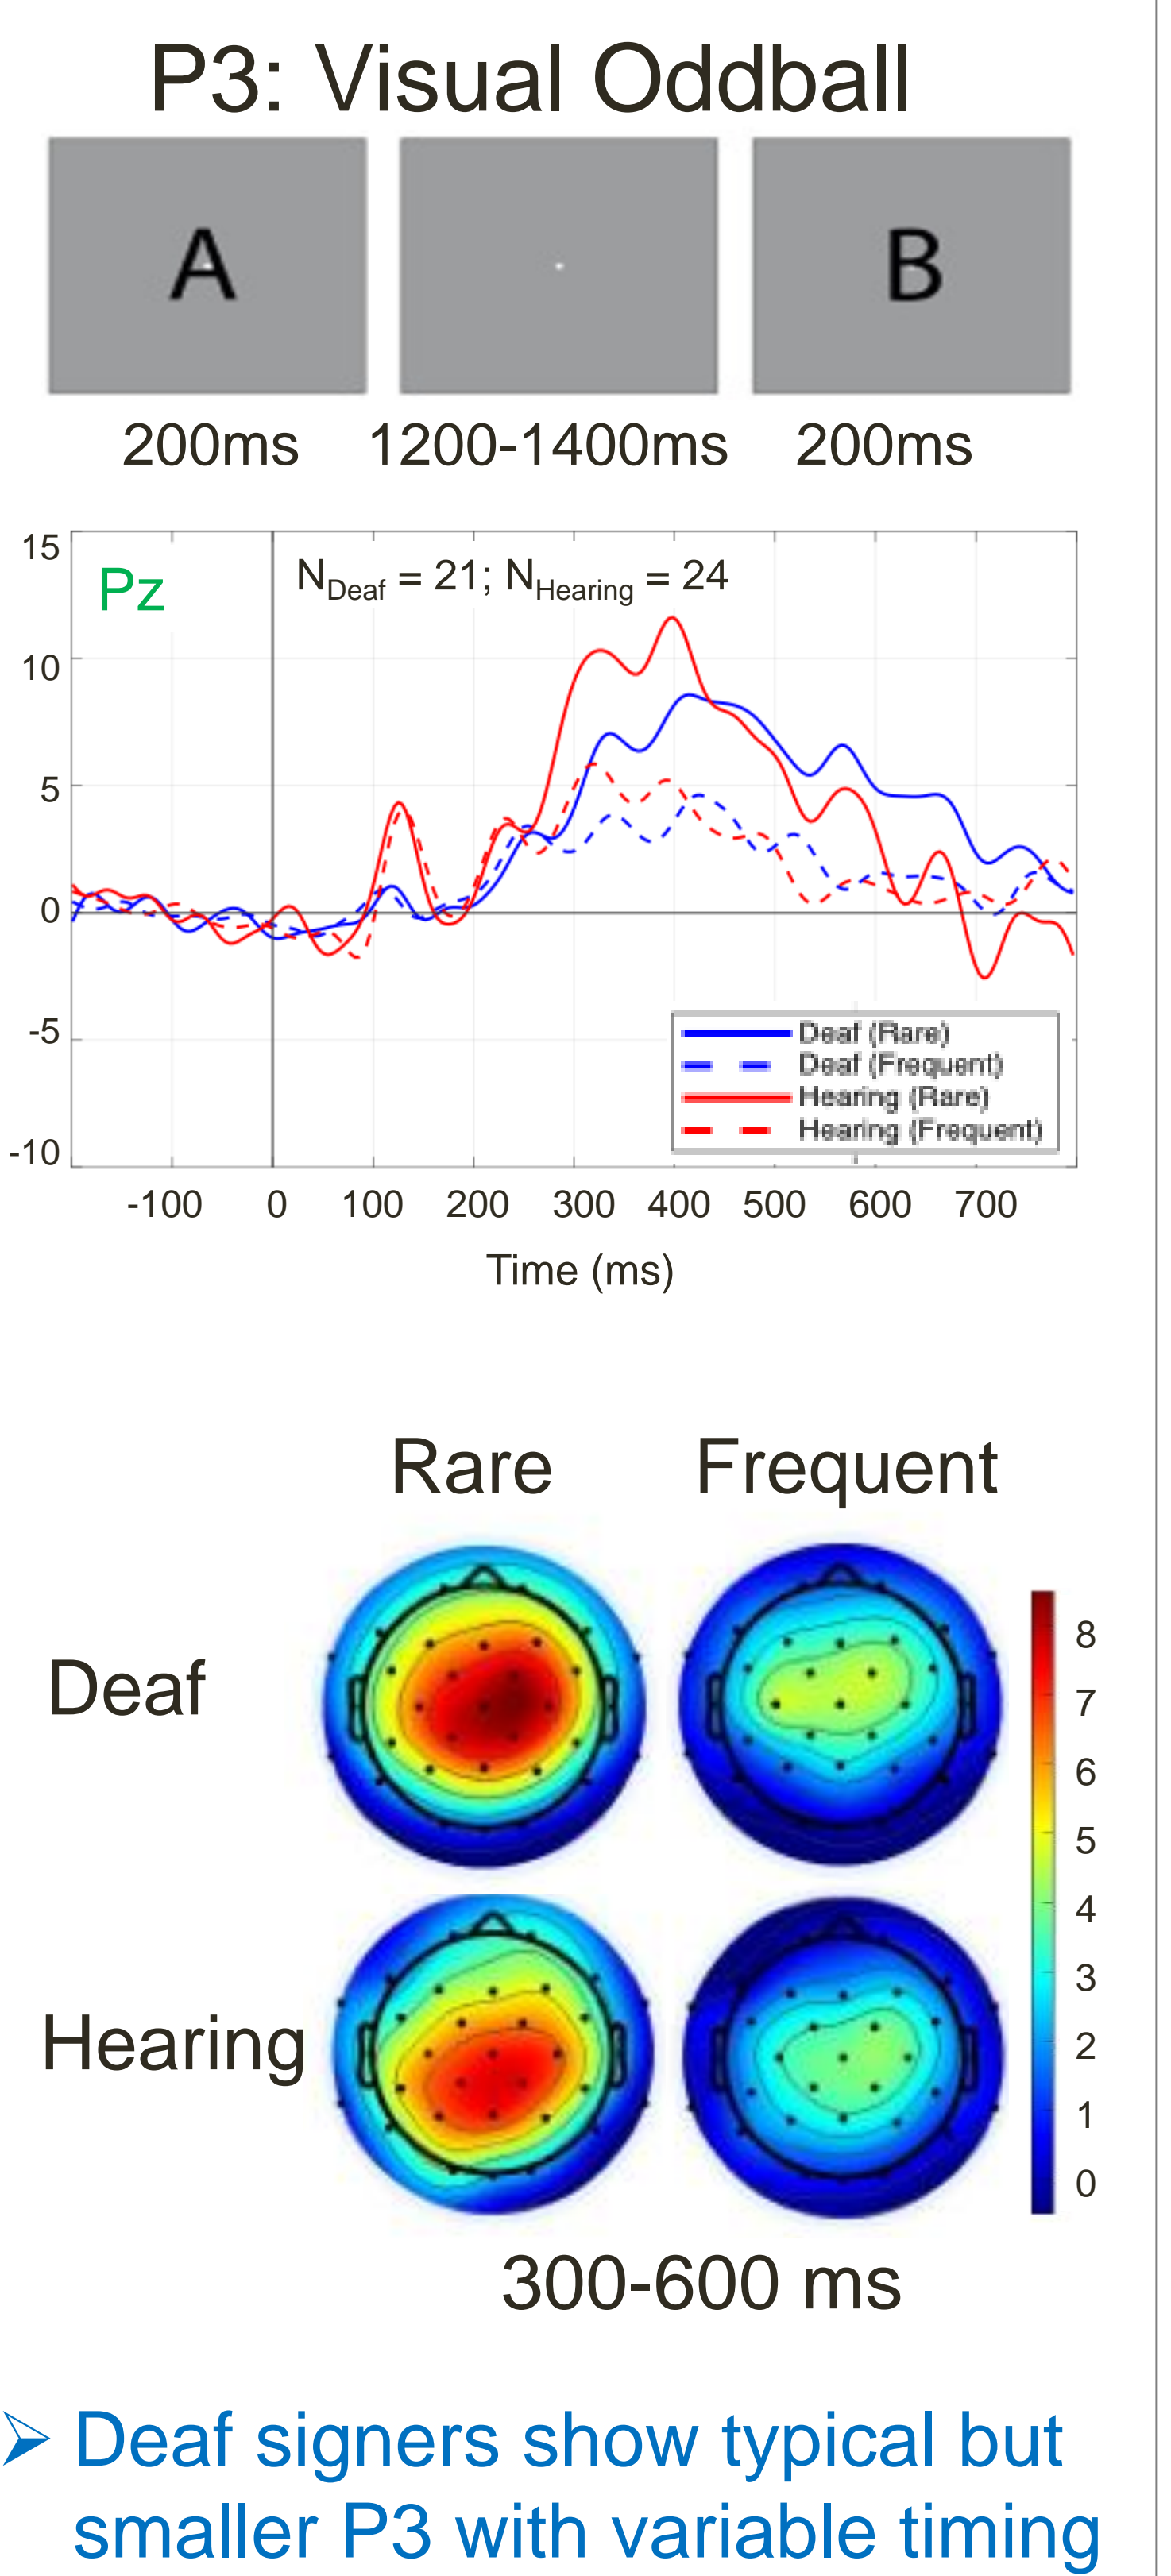 P3: Visual Oddball
A
B
200ms 1200-1400ms 200ms
15
Pz
N_Deaf = 21; N_Hearing = 24
10
5
0
-5
-10
Deaf (Rare)
Deaf (Frequent)
Hearing (Rare)
Hearing (Frequent)
-100 0 100 200 300 400 500 600 700
Time (ms)
Rare Frequent
Deaf
Hearing
8
7
6
5
4
3
2
1
0
300-600 ms
➢ Deaf signers show typical but
smaller P3 with variable timing